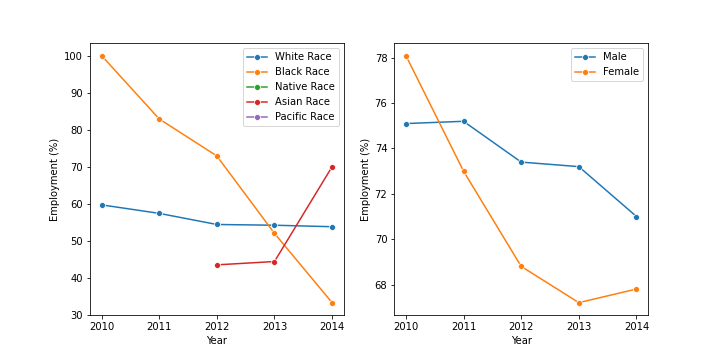 100
90
80
70
60
50
40
30
Employment (%)
2010 2011 2012 2013 2014
Year
White Race
Black Race
Native Race
Asian Race
Pacific Race
78
76
74
72
70
68
Employment (%)
2010 2011 2012 2013 2014
Year
Male
Female